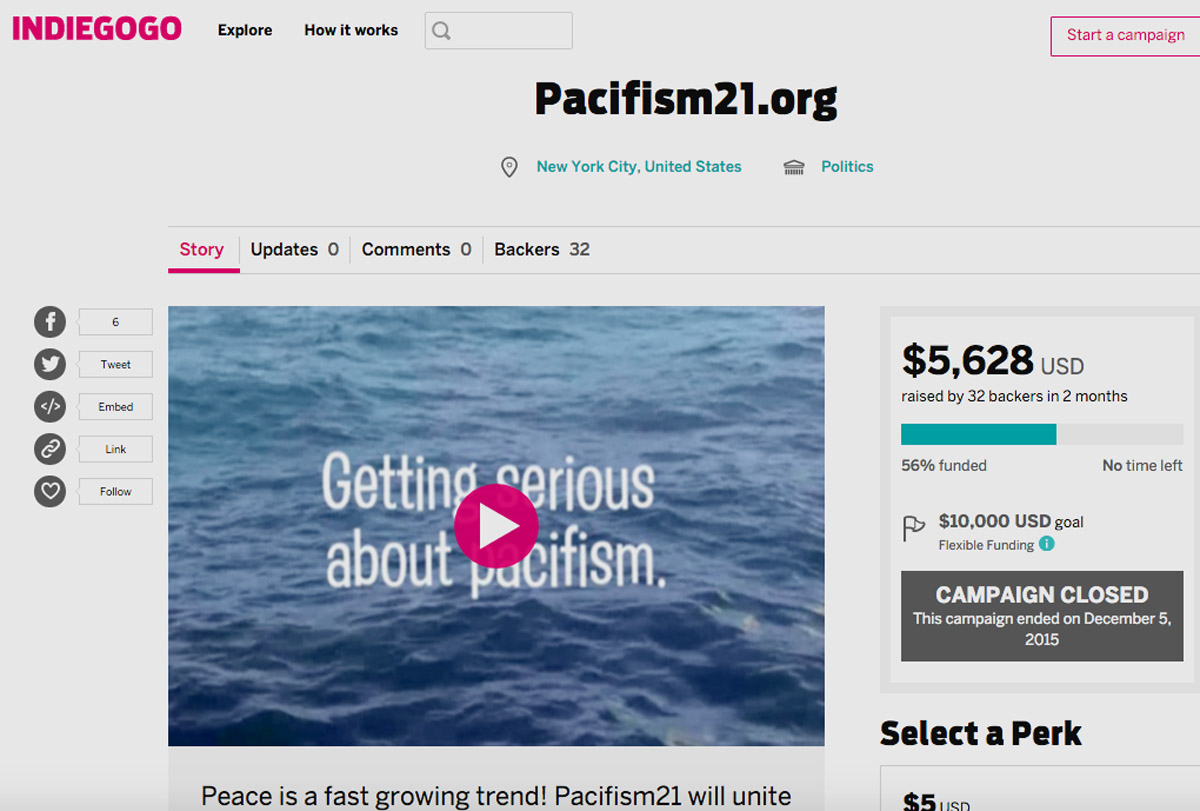 INDIEGOGO
Explore
How it works
Start a campaign
Pacifism21.org
New York City, United States
Politics
Story
Updates 0
Comments 0
Backers 32
6
Tweet
Embed
Link
Follow
Getting serious
about pacifism.
$5,628 USD
raised by 32 backers in 2 months
56% funded
No time left
$10,000 USD goal
Flexible Funding
CAMPAIGN CLOSED
This campaign ended on December 5,
2015
Select a Perk
$5 USD
Peace is a fast growing trend! Pacifism21 will unite